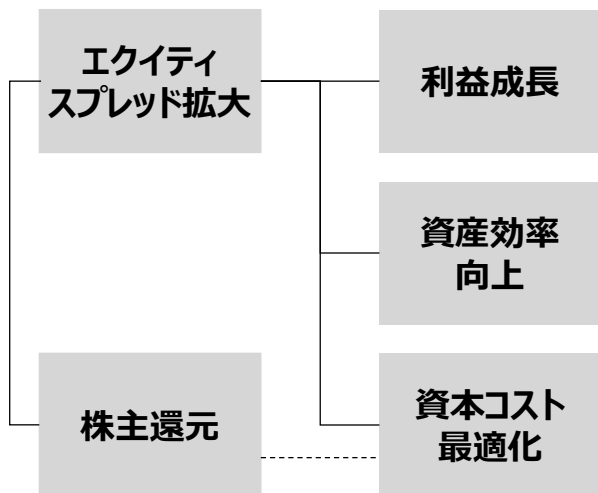 エクイティ
スプレッド拡大
利益成長
資産効率
向上
株主還元
資本コスト
最適化